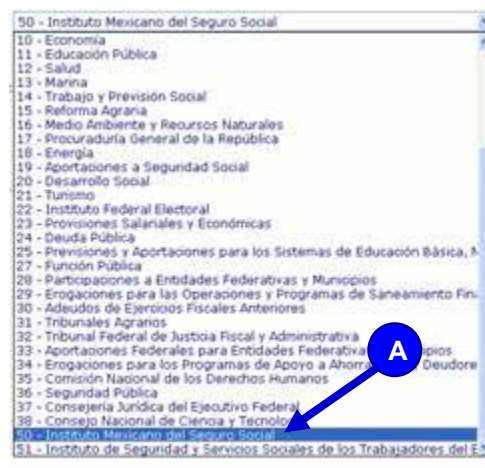 50 - Instituto Mexicano del Seguro Social
10 - Economía
11 - Educación Pública
12 - Salud
13 - Marina
14 - Trabajo y Previsión Social
15 - Reforma Agraria
16 - Medio Ambiente y Recursos Naturales
17 - Procuraduría General de la República
18 - Energía
19 - Aportaciones a Seguridad Social
20 - Desarrollo Social
21 - Turismo
22 - Instituto Federal Electoral
23 - Provisiones Salariales y Económicas
24 - Deuda Pública
25 - Previsiones y Aportaciones para los Sistemas de Educación Básica,
27 - Función Pública
28 - Participaciones a Entidades Federativas y Municipios
29 - Erogaciones para las Operaciones y Programas de Saneamiento Fin
30 - Adeudos de Ejercicios Fiscales Anteriores
31 - Tribunales Agrarios
32 - Tribunal Federal de Justicia Fiscal y Administrativa
33 - Aportaciones Federales para Entidades Federativa ipios
34 - Erogaciones para los Programas de Apoyo a Ahorra Deudore
A
35 - Comisión Nacional de los Derechos Humanos
36 - Seguridad Pública
37 - Consejería Jurídica del Ejecutivo Federal
38 - Consejo Nacional de Ciencia y Tecnolo
50 - Instituto Mexicano del Seguro Social
51 - Instituto de Seguridad y Servicios Sociales de los Trabajadores del E